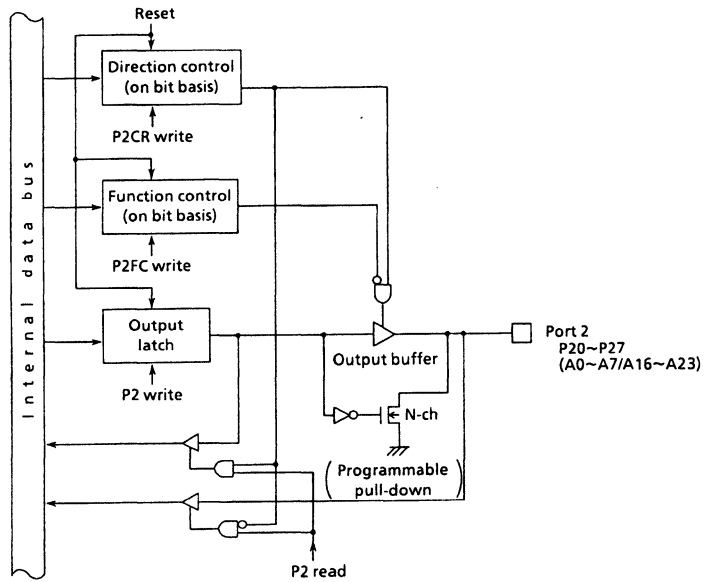 Reset
Direction control
(on bit basis)
P2CR write
Internal data bus
Function control
(on bit basis)
P2FC write
Output
latch
Output buffer
Port 2
P20~P27
(A0~A7/A16~A23)
P2 write
N-ch
(Programmable
pull-down)
P2 read